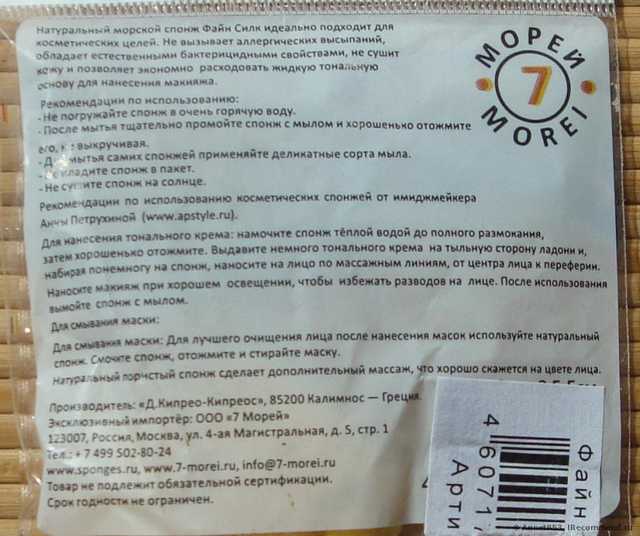 Натуральный морской спонж Файн Силк идеально подходит для
косметических целей. Не вызывает аллергических высыпаний,
обладает естественными бактерицидными свойствами, не сушит
кожу и позволяет экономно расходовать жидкую тональную
основу для нанесения макияжа.
МОРЕЙ
7
MOREI
Рекомендации по использованию:
- Не погружайте спонж в очень горячую воду.
- После мытья тщательно промойте спонж с мылом и хорошенько отожмите
его, не выкручивая.
- Для мытья самих спонжей применяйте деликатные сорта мыла.
- Не кладите спонж в пакет.
- Не сушите спонж на солнце.
Рекомендации по использованию косметических спонжей от имиджмейкера
Анны Петрухиной (www.apstyle.ru).
Для нанесения тонального крема: намочите спонж тёплой водой до полного размокания,
затем хорошенько отожмите. Выдавите немного тонального крема на тыльную сторону ладони и,
набирая понемногу на спонж, наносите на лицо по массажным линиям, от центра лица к переферии.
Наносите макияж при хорошем освещении, чтобы избежать разводов на лице. После использования
вымойте спонж с мылом.
Для смывания маски:
Для смывания маски: Для лучшего очищения лица после нанесения масок используйте натуральный
спонж. Смочите спонж, отожмите и стирайте маску.
Натуральный пористый спонж сделает дополнительный массаж, что хорошо скажется на цвете лица.
Производитель: «Д.Кипрео-Кипреос», 85200 Калимнос — Греция.
Эксклюзивный импортёр: ООО «7 Морей»
123007, Россия, Москва, ул. 4-ая Магистральная, д. 5, стр. 1
Тел.: + 7 499 502-80-24
www.sponges.ru, www.7-morei.ru, info@7-morei.ru
Товар не подлежит обязательной сертификации.
Срок годности не ограничен.
Файн
4 6071
Арти
IRecommend.ru